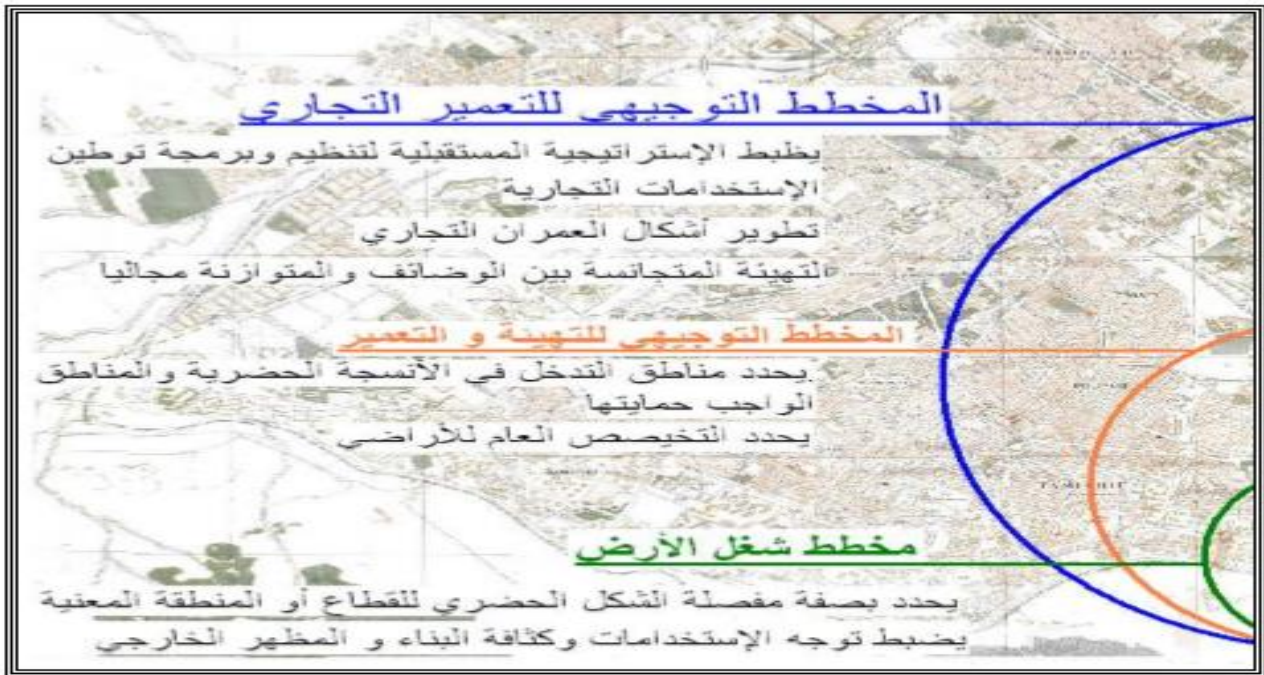 المخطط التوجيهي للتعمير التجاري
يظبط الإستراتيجية المستقبلية لتنظيم وبرمجة توطين
الإستخدامات التجارية
تطوير أشكال العمران التجاري
التهيئة المتجانسة بين الوضائف والمتوازنة مجاليا
المخطط التوجيهي للتهيئة و التعمير
يحدد مناطق التدخل في الأنسجة الحضرية والمناطق
الواجب حمايتها
يحدد التخيصص العام للأراضي
مخطط شغل الأرض
يحدد بصفة مفصلة الشكل الحضري للقطاع أو المنطقة المعنية
يضبط توجه الإستخدامات وكثافة البناء و المظهر الخارجي